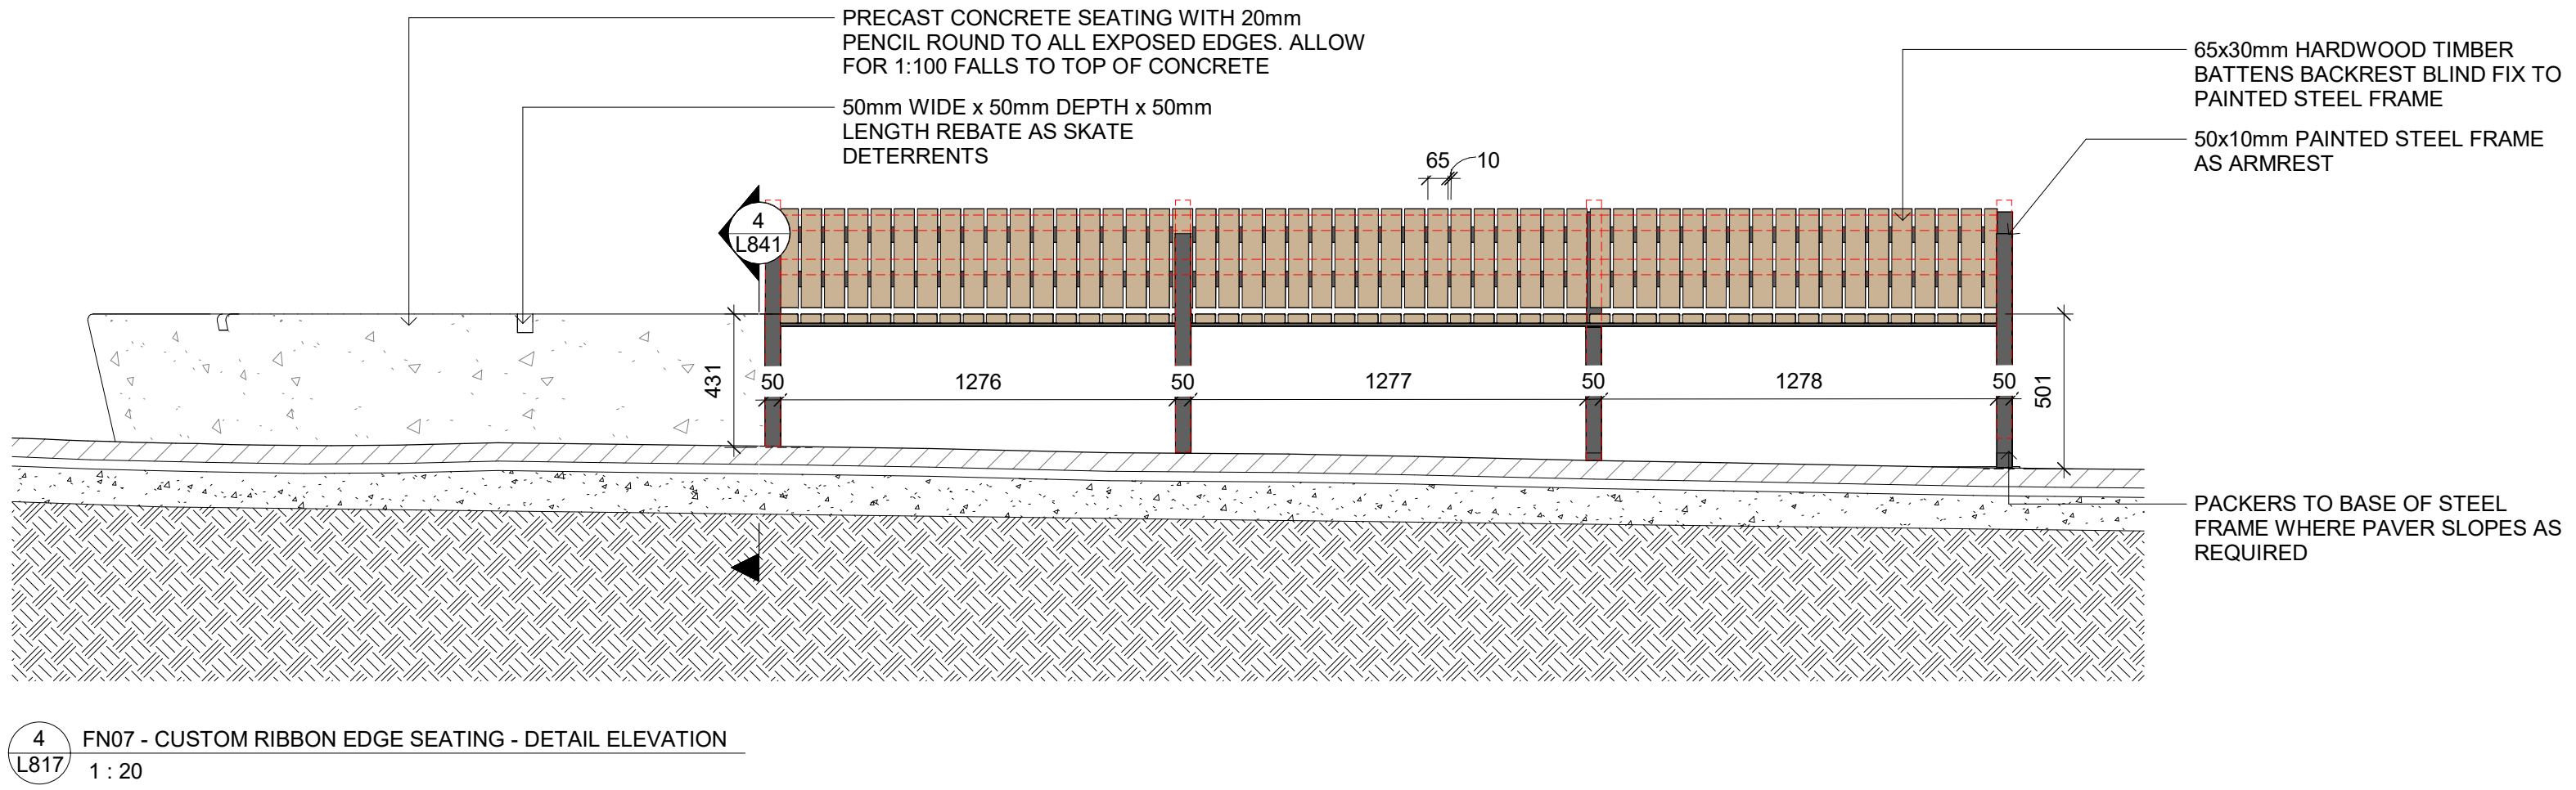 PRECAST CONCRETE SEATING WITH 20mm
PENCIL ROUND TO ALL EXPOSED EDGES. ALLOW
FOR 1:100 FALLS TO TOP OF CONCRETE
50mm WIDE x 50mm DEPTH x 50mm
LENGTH REBATE AS SKATE
DETERRENTS
65x30mm HARDWOOD TIMBER
BATTENS BACKREST BLIND FIX TO
PAINTED STEEL FRAME
50x10mm PAINTED STEEL FRAME
AS ARMREST
65 10
4
L841
431
50 1276 50 1277 50 1278 50
501
PACKERS TO BASE OF STEEL
FRAME WHERE PAVER SLOPES AS
REQUIRED
4
L817
FN07 - CUSTOM RIBBON EDGE SEATING - DETAIL ELEVATION
1 : 20